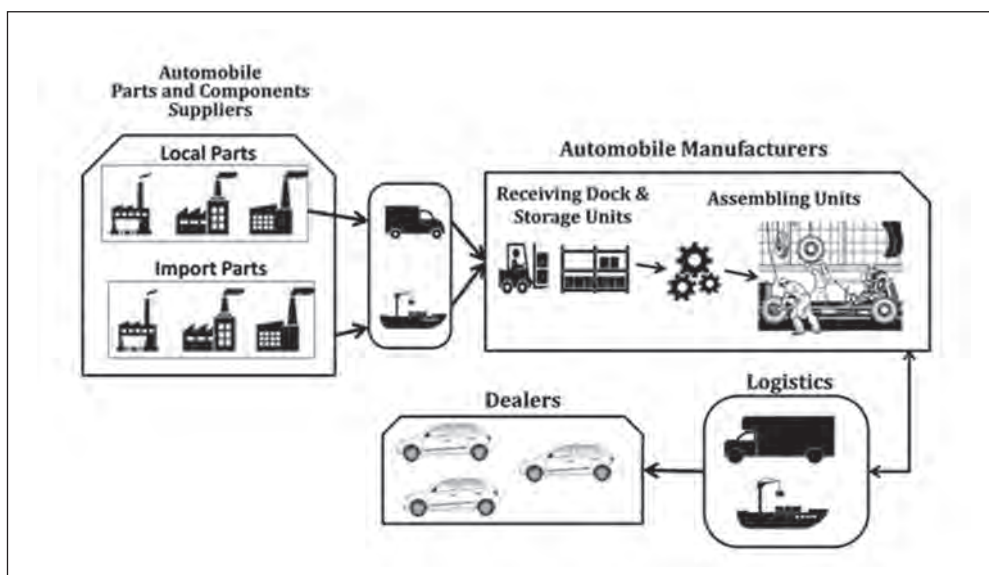 Automobile
Parts and Components
Suppliers
Local Parts
Import Parts
Automobile Manufacturers
Receiving Dock &
Storage Units
Assembling Units
Dealers
Logistics